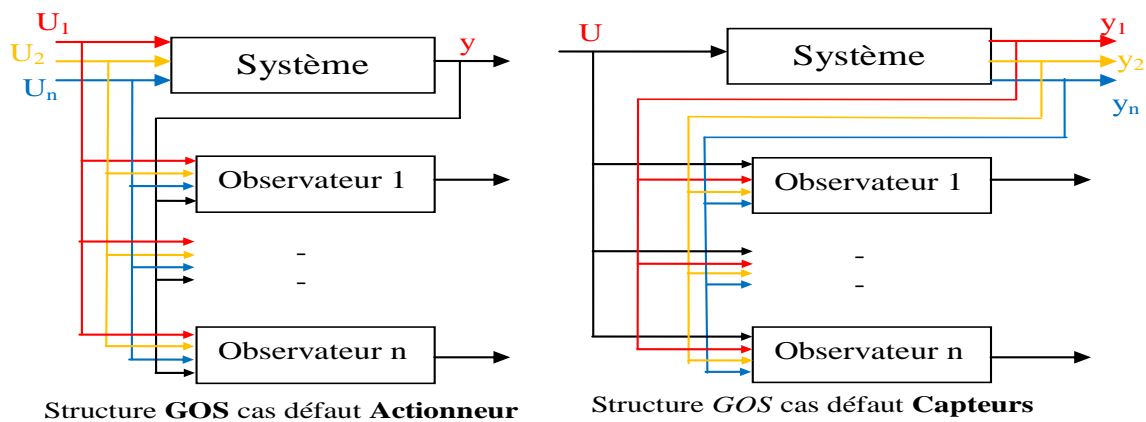 U1
U2
Un
Système
y
Observateur 1
-
-
Observateur n
Structure GOS cas défaut Actionneur
U
Système
y1
y2
yn
Observateur 1
-
-
Observateur n
Structure GOS cas défaut Capteurs